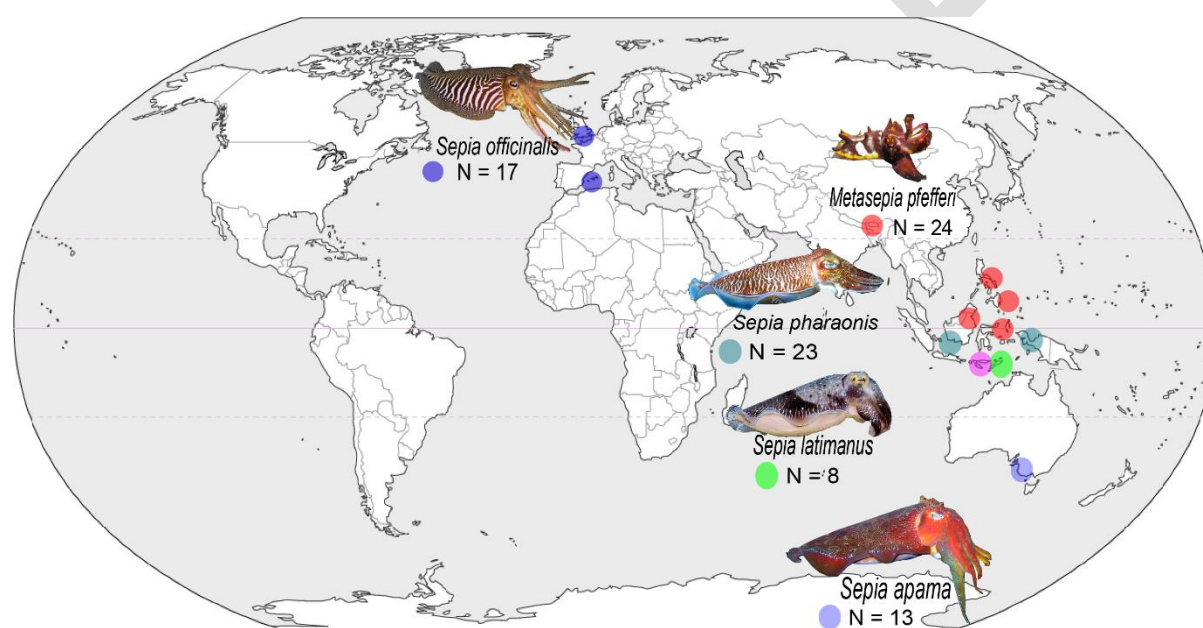 Sepia officinalis
N = 17
Metasepia pfefferi
N = 24
Sepia pharaonis
N = 23
Sepia latimanus
N = 8
Sepia apama
N = 13